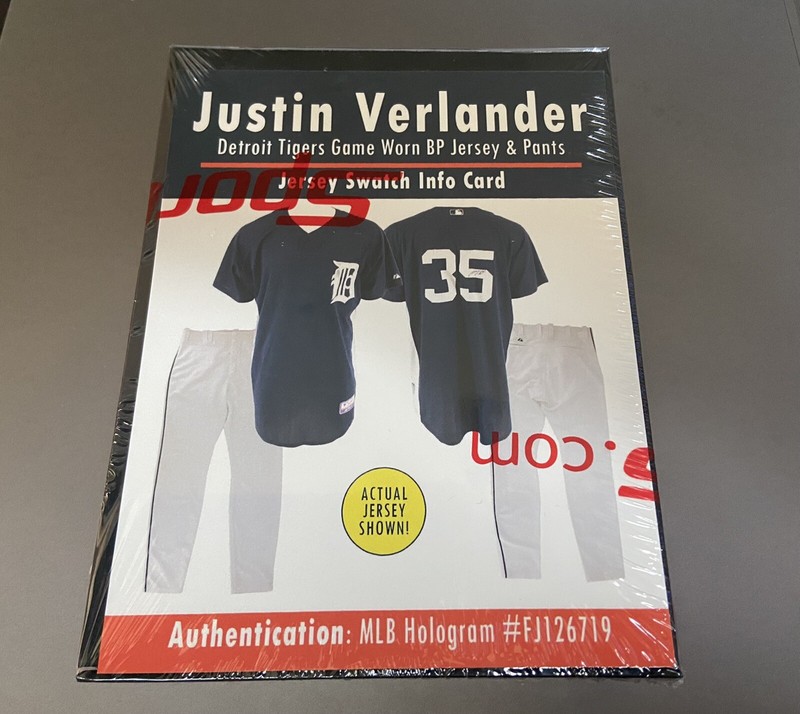 Justin Verlander
Detroit Tigers Game Worn BP Jersey & Pants
Jersey Swatch Info Card
35
ACTUAL
JERSEY
SHOWN!
.com
Authentication: MLB Hologram #FJ126719